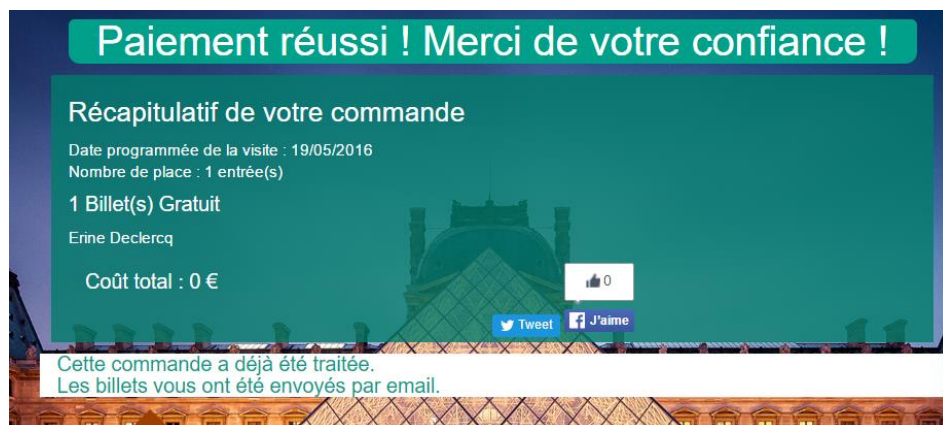 Paiement réussi ! Merci de votre confiance !
Récapitulatif de votre commande
Date programmée de la visite : 19/05/2016
Nombre de place : 1 entrée(s)
1 Billet(s) Gratuit
Erine Declercq
Coût total : 0 €
0
Tweet
J'aime
Cette commande a déjà été traitée.
Les billets vous ont été envoyés par email.